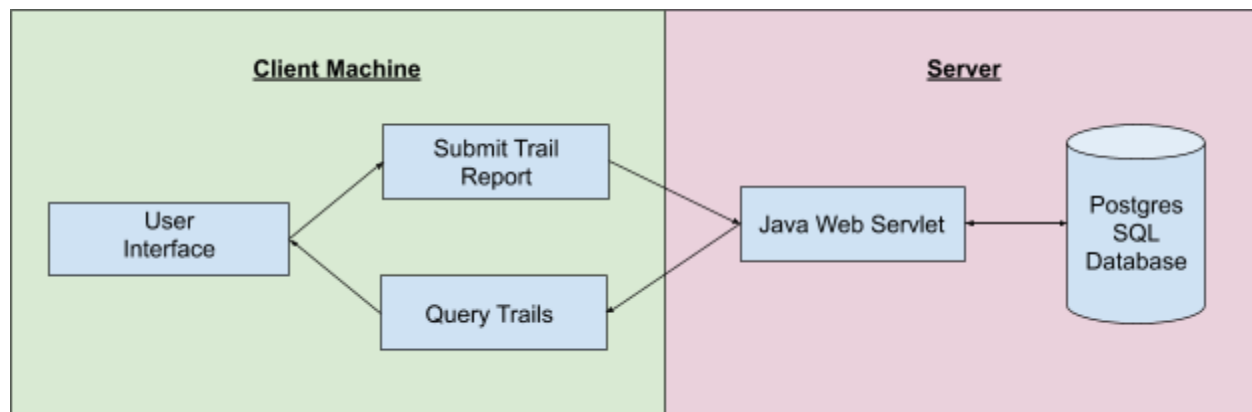 Client Machine
Server
Submit Trail
Report
User
Interface
Query Trails
Java Web Servlet
Postgres
SQL
Database